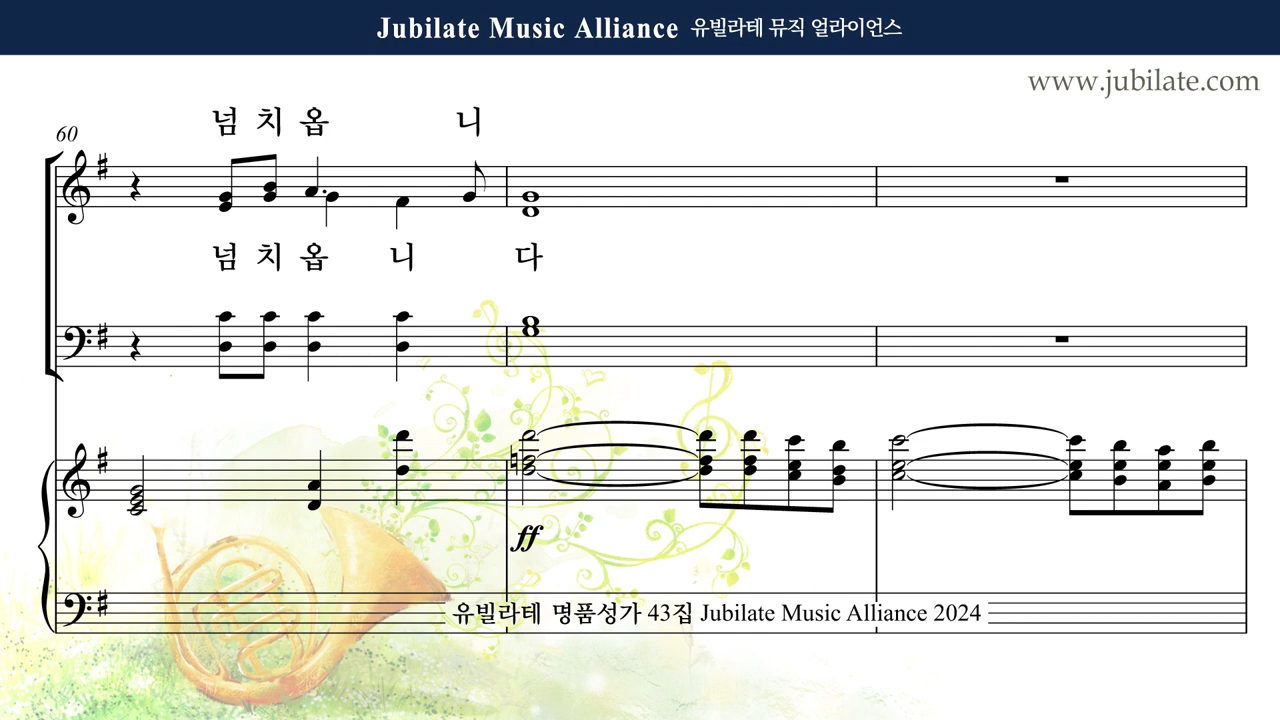 Jubilate Music Alliance 유빌라테 뮤직 얼라이언스
www.jubilate.com
넘 치 옵 니
60
넘 치 옵 니 다
ff
유빌라테 명품성가 43집 Jubilate Music Alliance 2024